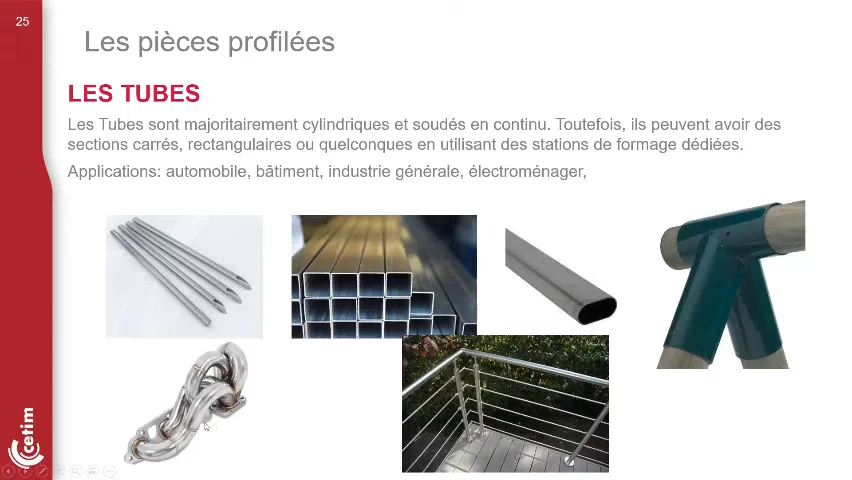 25
Les pièces profilées
LES TUBES
Les Tubes sont majoritairement cylindriques et soudés en continu. Toutefois, ils peuvent avoir des
sections carrés, rectangulaires ou quelconques en utilisant des stations de formage dédiées.
Applications: automobile, bâtiment, industrie générale, électroménager,
cetim